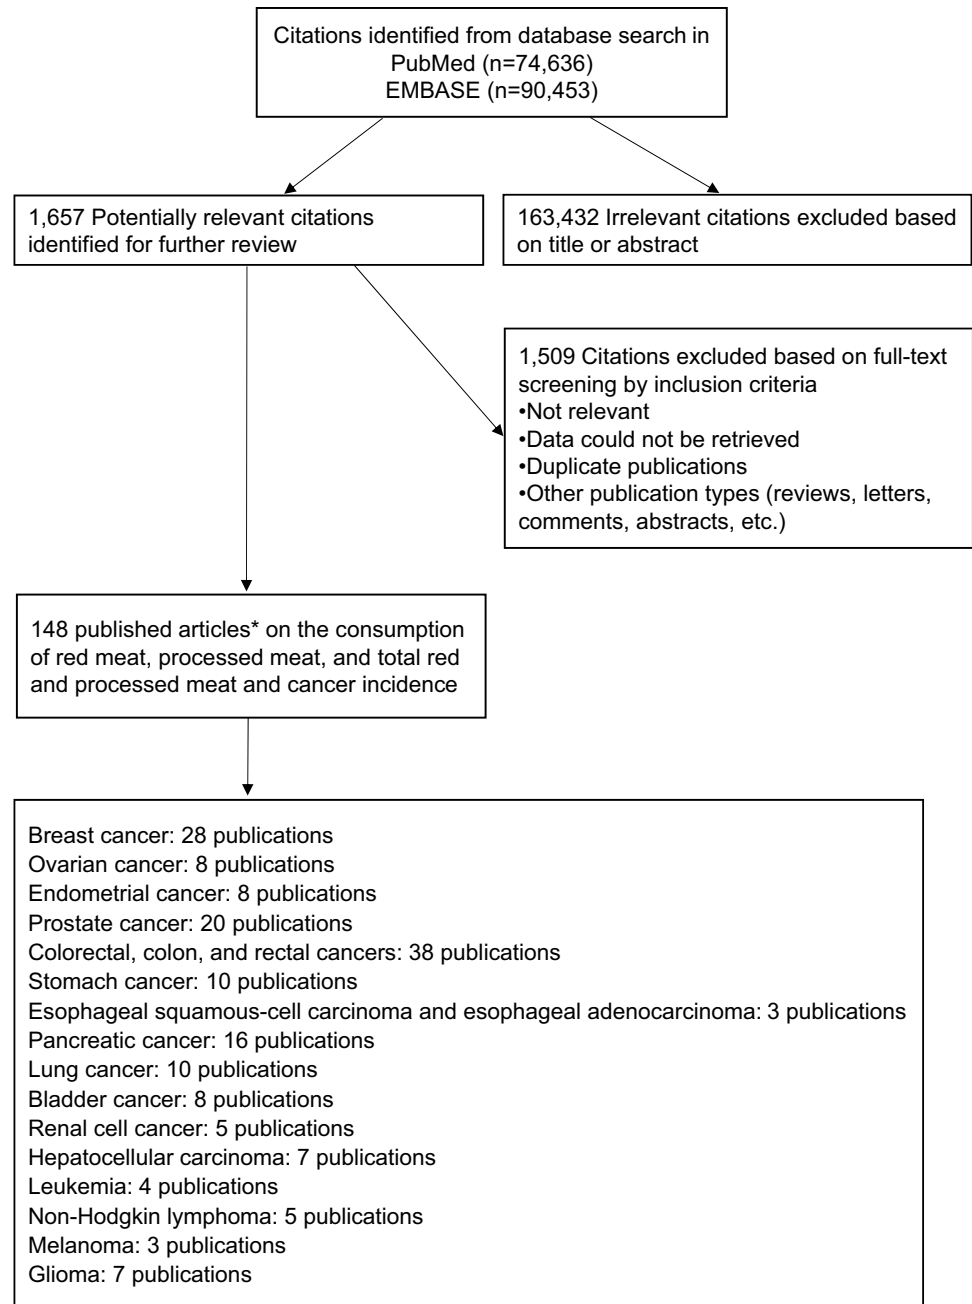 Citations identified from database search in
PubMed (n=74,636)
EMBASE (n=90,453)
1,657 Potentially relevant citations
identified for further review
163,432 Irrelevant citations excluded based
on title or abstract
1,509 Citations excluded based on full-text
screening by inclusion criteria
•Not relevant
•Data could not be retrieved
•Duplicate publications
•Other publication types (reviews, letters,
comments, abstracts, etc.)
148 published articles* on the consumption
of red meat, processed meat, and total red
and processed meat and cancer incidence
Breast cancer: 28 publications
Ovarian cancer: 8 publications
Endometrial cancer: 8 publications
Prostate cancer: 20 publications
Colorectal, colon, and rectal cancers: 38 publications
Stomach cancer: 10 publications
Esophageal squamous-cell carcinoma and esophageal adenocarcinoma: 3 publications
Pancreatic cancer: 16 publications
Lung cancer: 10 publications
Bladder cancer: 8 publications
Renal cell cancer: 5 publications
Hepatocellular carcinoma: 7 publications
Leukemia: 4 publications
Non-Hodgkin lymphoma: 5 publications
Melanoma: 3 publications
Glioma: 7 publications